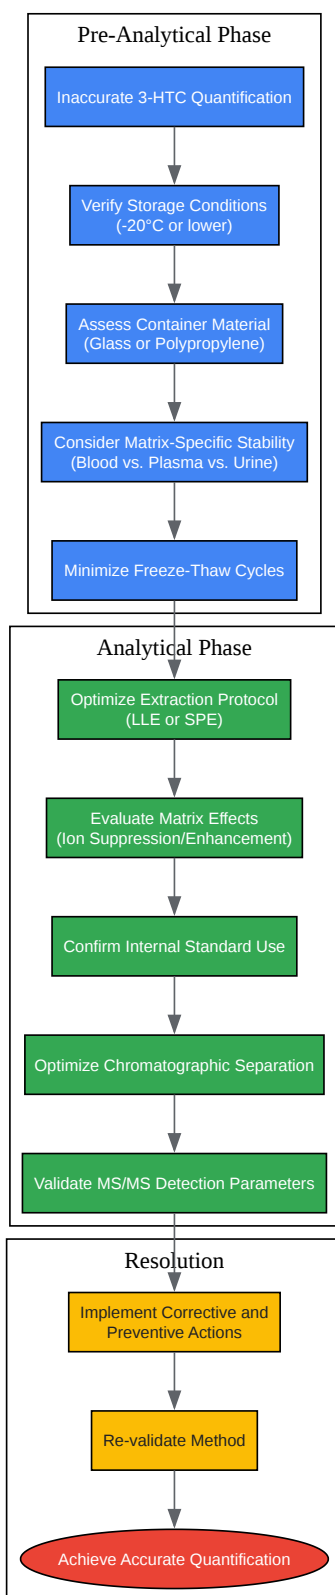 Pre-Analytical Phase
Inaccurate 3-HTC Quantification
Verify Storage Conditions
(-20°C or lower)
Assess Container Material
(Glass or Polypropylene)
Consider Matrix-Specific Stability
(Blood vs. Plasma vs. Urine)
Minimize Freeze-Thaw Cycles
Analytical Phase
Optimize Extraction Protocol
(LLE or SPE)
Evaluate Matrix Effects
(Ion Suppression/Enhancement)
Confirm Internal Standard Use
Optimize Chromatographic Separation
Validate MS/MS Detection Parameters
Resolution
Implement Corrective and
Preventive Actions
Re-validate Method
Achieve Accurate Quantification